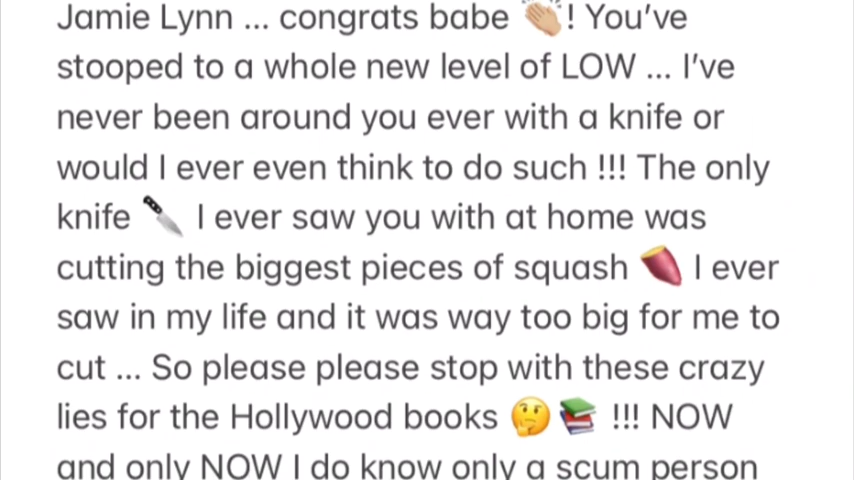 Jamie Lynn ... congrats babe 👏🏼! You've
stooped to a whole new level of LOW ... I've
never been around you ever with a knife or
would I ever even think to do such !!! The only
knife 🔪 I ever saw you with at home was
cutting the biggest pieces of squash 🍠 I ever
saw in my life and it was way too big for me to
cut ... So please please stop with these crazy
lies for the Hollywood books 🤔📚 !!! NOW
and only NOW I do know only a scum person